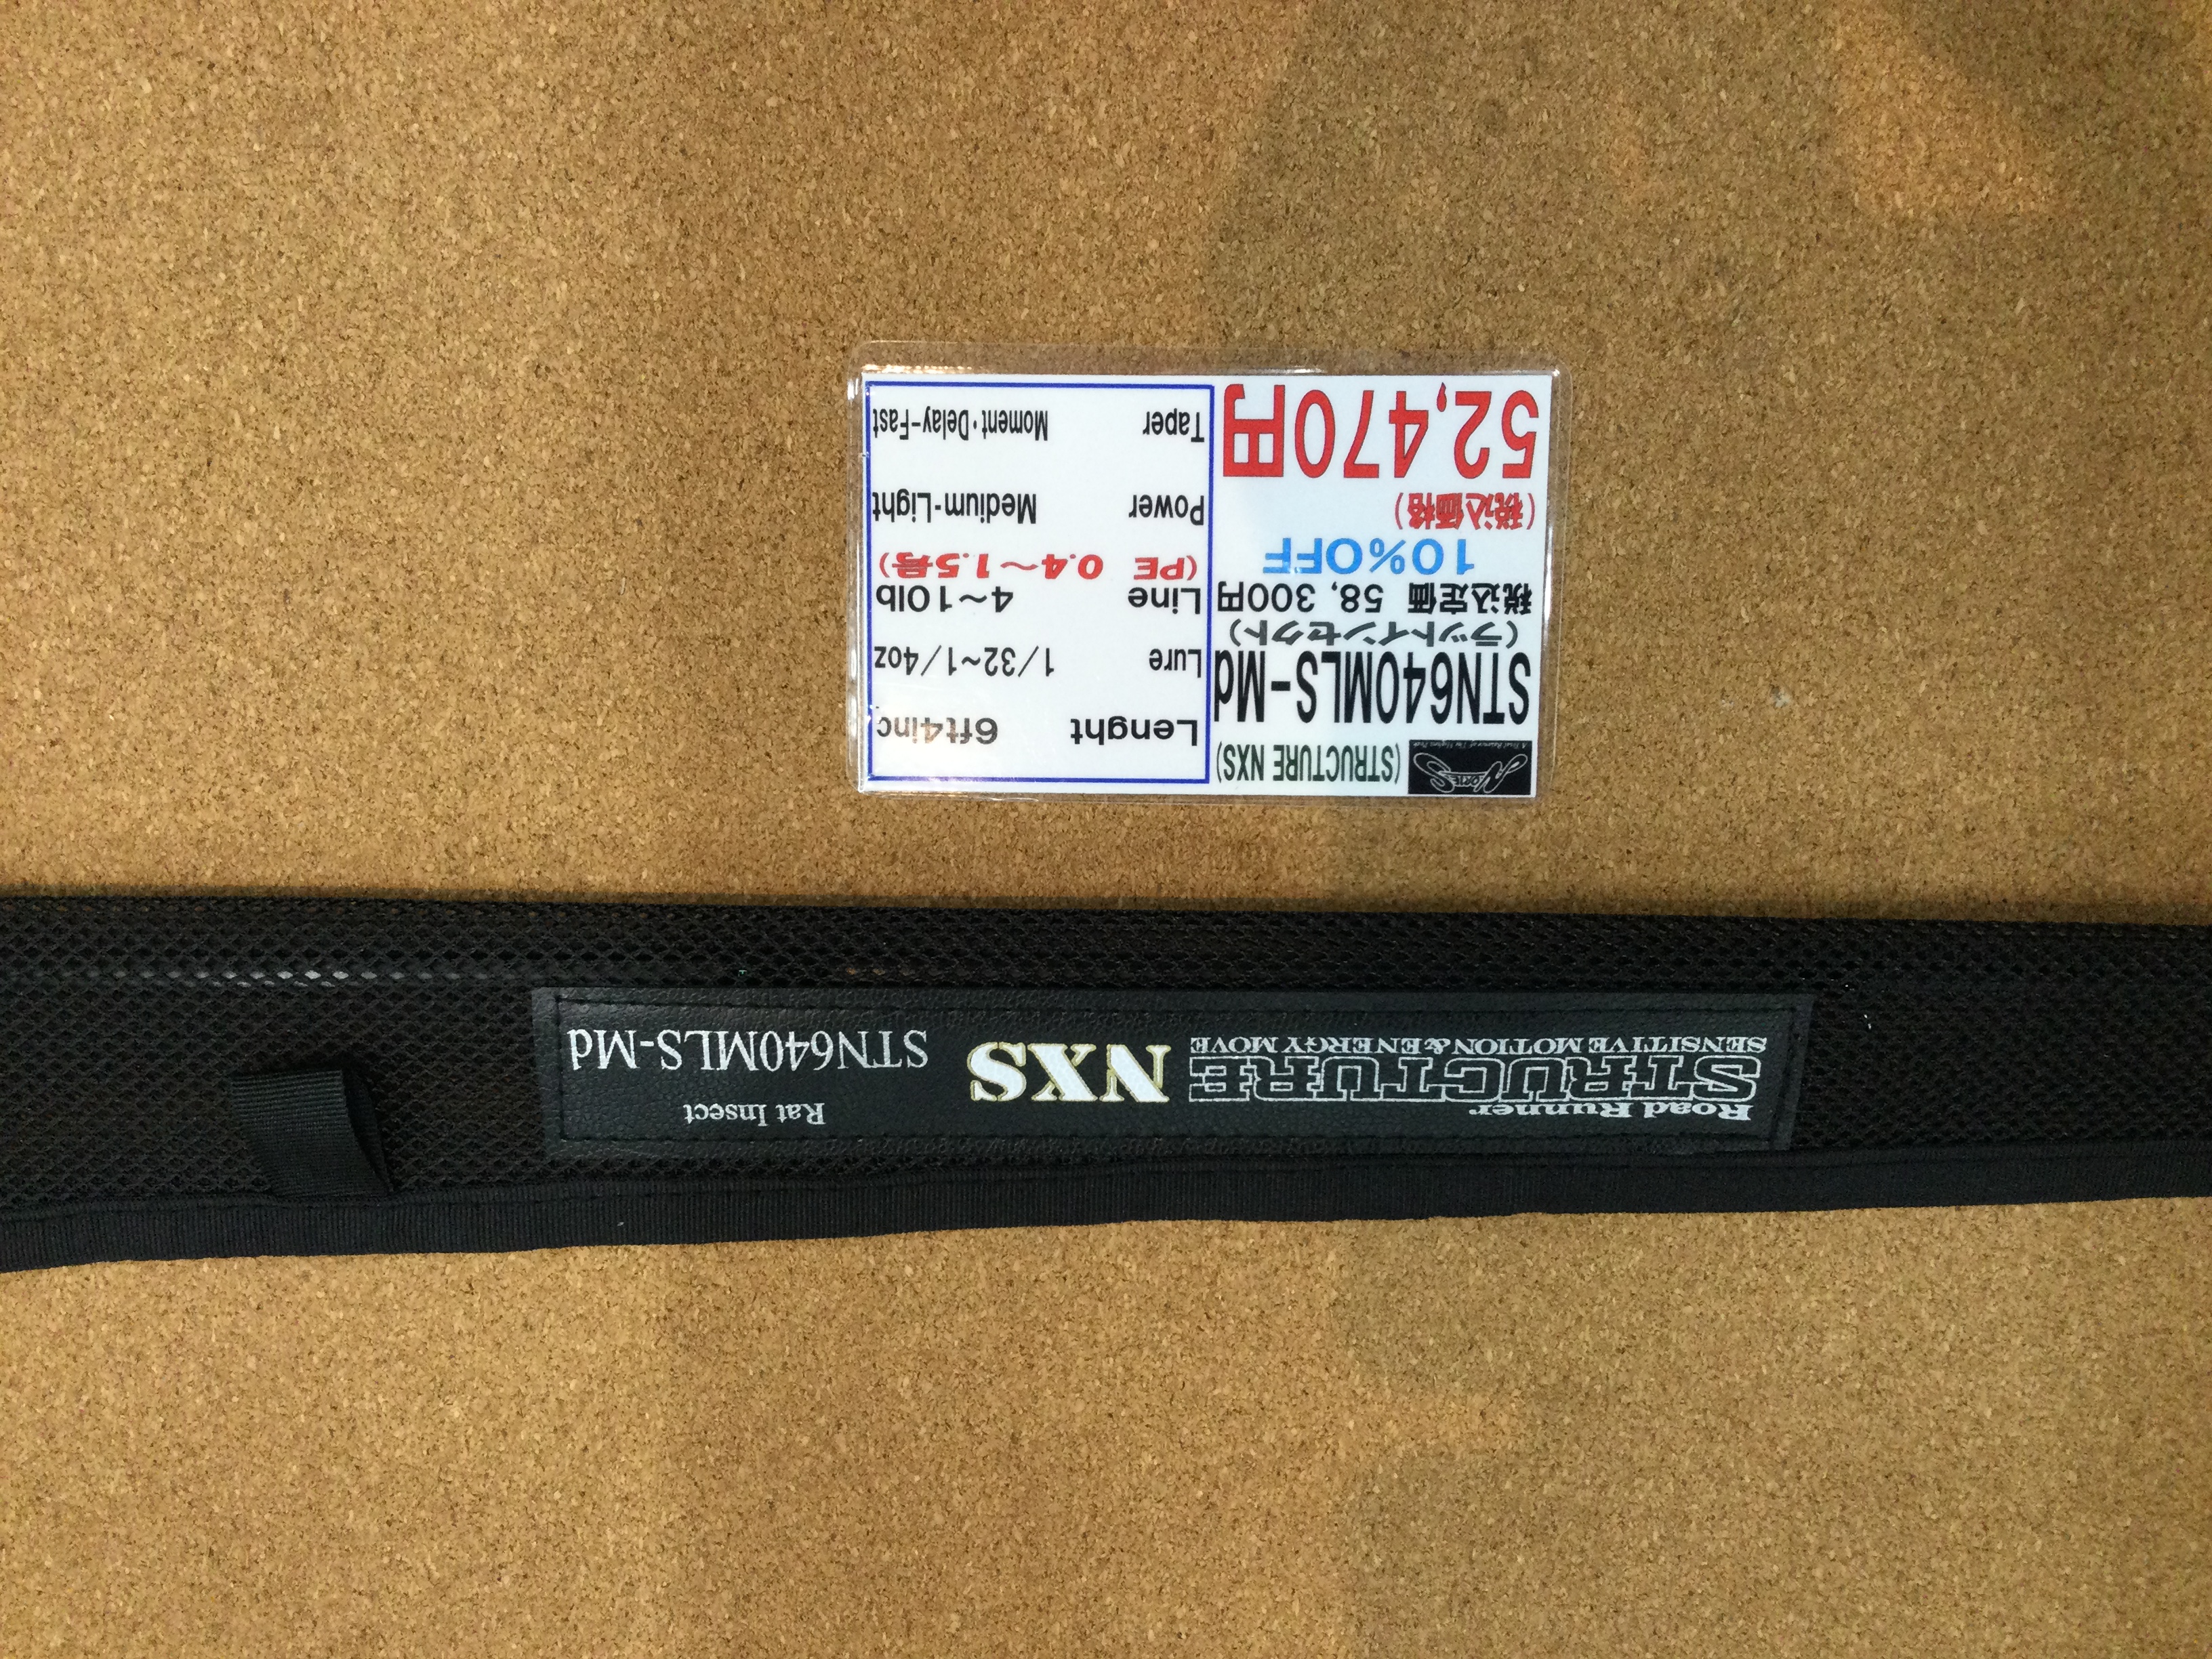 NORIES
(STRUCTURE NXS)
STN640MLS-Md
(ラットインセクト)
税込定価 58,300円
10%OFF
(税込価格)
52,470円
Lenght 6ft4inc
Lure 1/32~1/4oz
Line 4～10lb
(PE 0.4～1.5号)
Power Medium-Light
Taper Moment・Delay-Fast
Road Runner
STRUCTURE NXS
SENSITIVE MOTION&ENERGY MOVE
Rat Insect
STN640MLS-Md